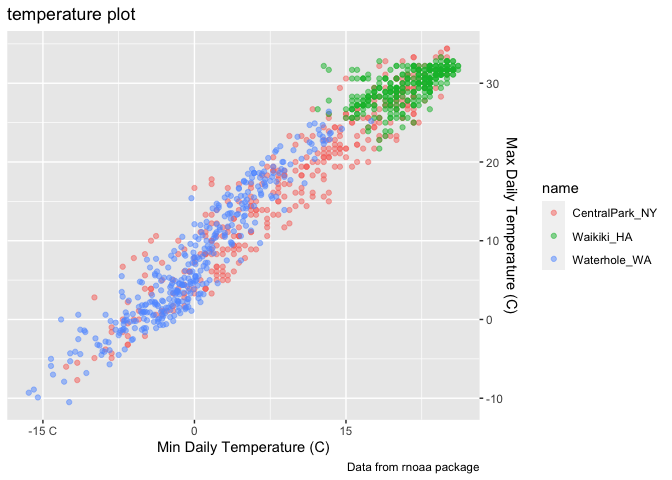 temperature plot
30
20
10
0
-10
Max Daily Temperature (C)
-15 C
0
15
Min Daily Temperature (C)
name
CentralPark_NY
Waikiki_HA
Waterhole_WA
Data from rnoaa package